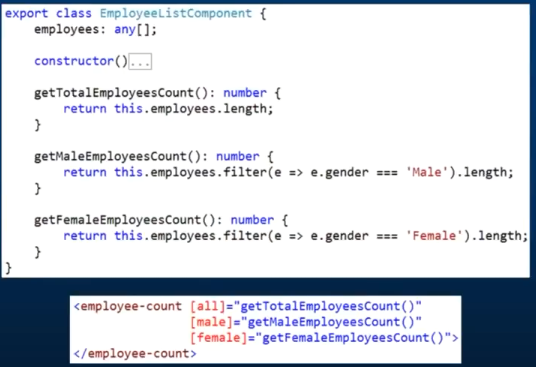 export class EmployeeListComponent {
    employees: any[];
    constructor()...
    getTotalEmployeesCount(): number {
        return this.employees.length;
    }
    getMaleEmployeesCount(): number {
        return this.employees.filter(e => e.gender === 'Male').length;
    }
    getFemaleEmployeesCount(): number {
        return this.employees.filter(e => e.gender === 'Female').length;
    }
}
<employee-count [all]="getTotalEmployeesCount()"
                [male]="getMaleEmployeesCount()"
                [female]="getFemaleEmployeesCount()">
</employee-count>